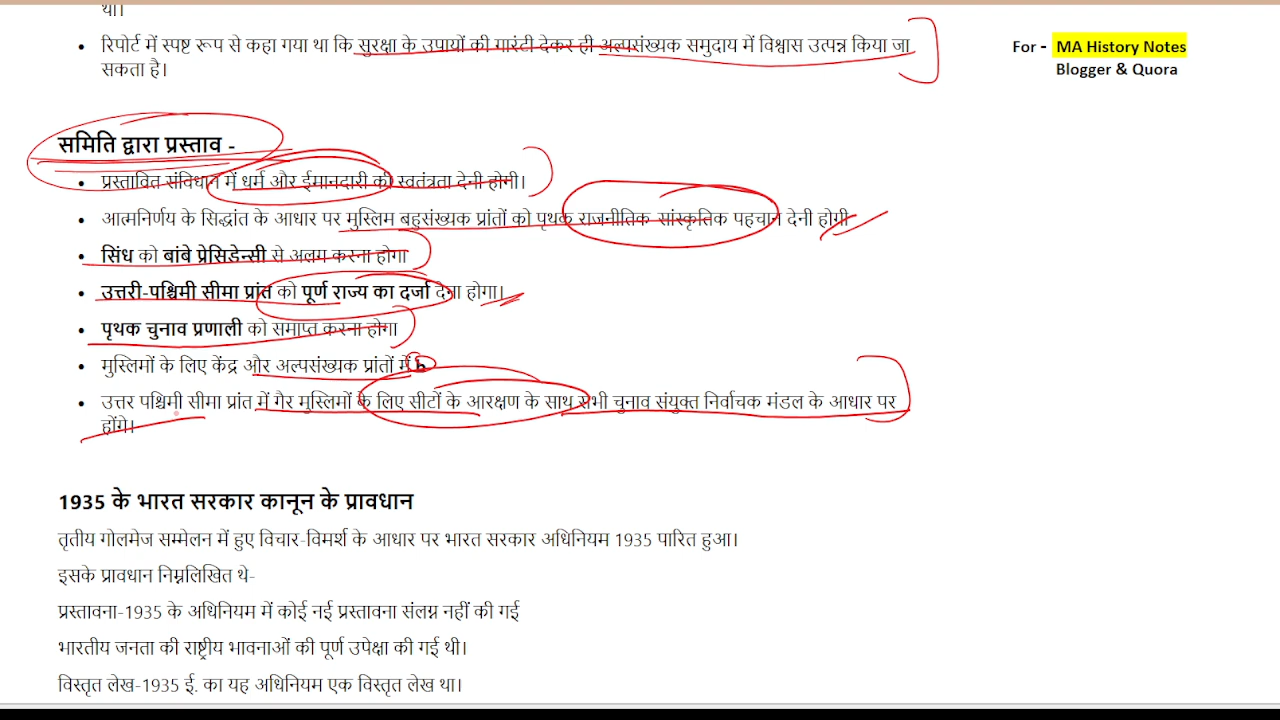 था।
रिपोर्ट में स्पष्ट रूप से कहा गया था कि सुरक्षा के उपायों की गारंटी देकर ही अल्पसंख्यक समुदाय में विश्वास उत्पन्न किया जा
सकता है।
For - MA History Notes
Blogger & Quora
समिति द्वारा प्रस्ताव -
प्रस्तावित संविधान में धर्म और ईमानदारी को स्वतंत्रता देनी होगी।
आत्मनिर्णय के सिद्धांत के आधार पर मुस्लिम बहुसंख्यक प्रांतों को पृथक राजनीतिक सांस्कृतिक पहचान देनी होगी
सिंध को बांबे प्रेसिडेन्सी से अलग करना होगा
उत्तरी-पश्चिमी सीमा प्रांत को पूर्ण राज्य का दर्जा देना होगा।
पृथक चुनाव प्रणाली को समाप्त करना होगा
मुस्लिमों के लिए केंद्र और अल्पसंख्यक प्रांतों में b
उत्तर पश्चिमी सीमा प्रांत में गैर मुस्लिमों के लिए सीटों के आरक्षण के साथ सभी चुनाव संयुक्त निर्वाचक मंडल के आधार पर
होंगे।
1935 के भारत सरकार कानून के प्रावधान
तृतीय गोलमेज सम्मेलन में हुए विचार-विमर्श के आधार पर भारत सरकार अधिनियम 1935 पारित हुआ।
इसके प्रावधान निम्नलिखित थे-
प्रस्तावना-1935 के अधिनियम में कोई नई प्रस्तावना संलग्न नहीं की गई
भारतीय जनता की राष्ट्रीय भावनाओं की पूर्ण उपेक्षा की गई थी।
विस्तृत लेख-1935 ई. का यह अधिनियम एक विस्तृत लेख था।